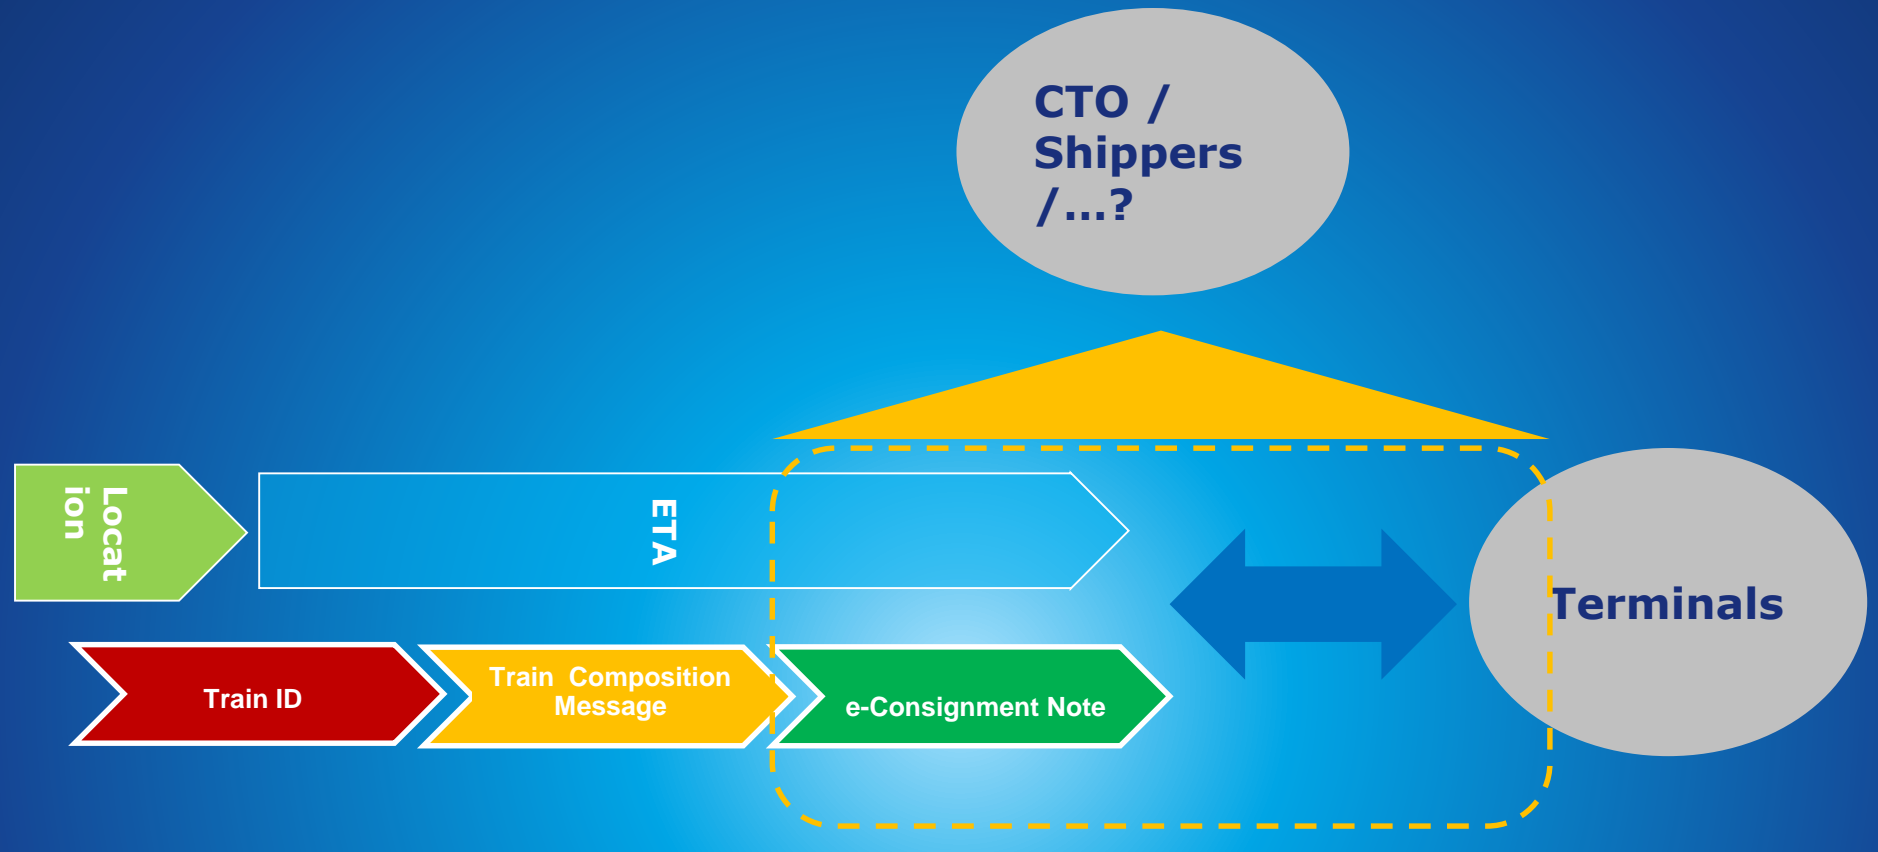 CTO /
Shippers
/…?
Locat
ion
ETA
Terminals
Train ID
Train  Composition
Message
e-Consignment Note